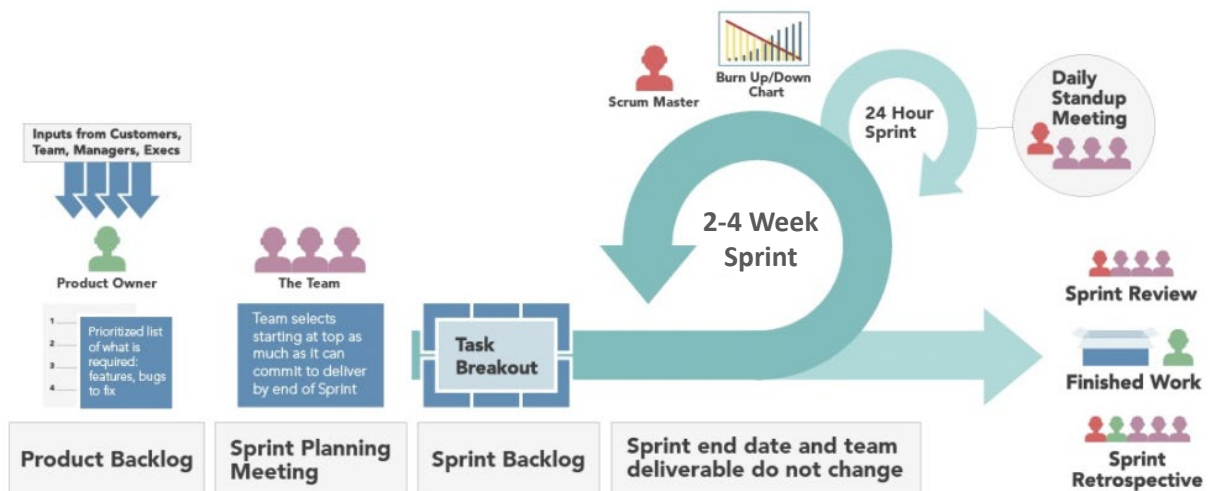 Inputs from Customers,
Team, Managers, Execs
Product Owner
1
2
3
4
Prioritized list
of what is
required:
features, bugs
to fix
Product Backlog
The Team
Team selects
starting at top as
much as it can
commit to deliver
by end of Sprint
Sprint Planning
Meeting
Task
Breakout
Sprint Backlog
Scrum Master
Burn Up/Down
Chart
2-4 Week
Sprint
24 Hour
Sprint
Daily
Standup
Meeting
Sprint end date and team
deliverable do not change
Sprint Review
Finished Work
Sprint
Retrospective